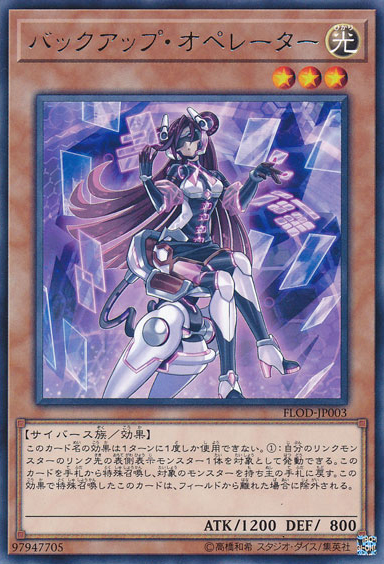 バックアップ・オペレーター
光
FLOD-JP003
【サイバース族／効果】
このカード名の効果は1ターンに1度しか使用できない。①：自分のリンクモン
スターのリンク先の表側表示モンスター1体を対象として発動できる。この
カードを手札から特殊召喚し、対象のモンスターを持ち主の手札に戻す。この
効果で特殊召喚したこのカードは、フィールドから離れた場合に除外される。
ATK/1200 DEF/ 800
97947705
©高橋和希 スタジオ・ダイス/集英社